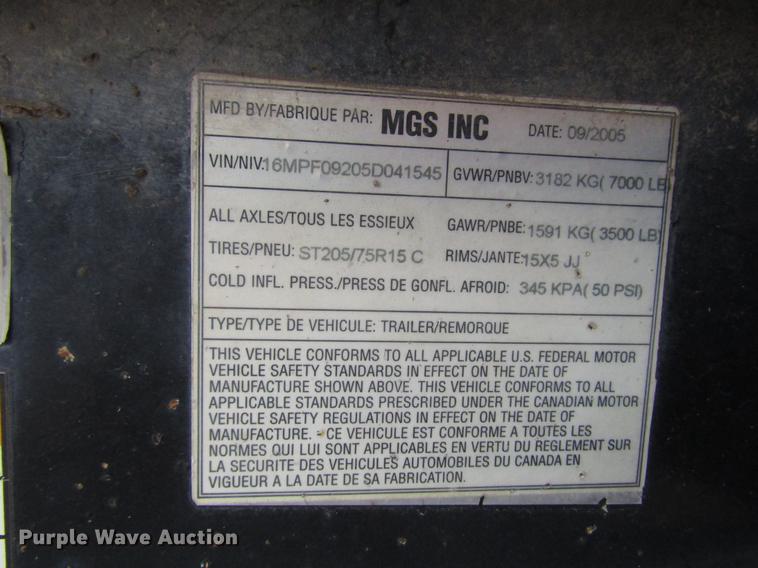 MFD BY/FABRIQUE PAR: MGS INC DATE: 09/2005
VIN/NIV: 16MPF09205D041545 GVWR/PNBV: 3182 KG( 7000 LB
ALL AXLES/TOUS LES ESSIEUX GAWR/PNBE: 1591 KG( 3500 LB)
TIRES/PNEU: ST205/75R15 C RIMS/JANTE: 15X5 JJ
COLD INFL. PRESS./PRESS DE GONFL. AFROID: 345 KPA( 50 PSI)
TYPE/TYPE DE VEHICULE: TRAILER/REMORQUE
THIS VEHICLE CONFORMS TO ALL APPLICABLE U.S. FEDERAL MOTOR
VEHICLE SAFETY STANDARDS IN EFFECT ON THE DATE OF
MANUFACTURE SHOWN ABOVE. THIS VEHICLE CONFORMS TO ALL
APPLICABLE STANDARDS PRESCRIBED UNDER THE CANADIAN MOTOR
VEHICLE SAFETY REGULATIONS IN EFFECT ON THE DATE OF
MANUFACTURE. - CE VEHICULE EST CONFORME A TOUTES LES
NORMES QUI LUI SONT APPLICABLES EN VERTU DU REGLEMENT SUR
LA SECURITE DES VEHICULES AUTOMOBILES DU CANADA EN
VIGUEUR A LA DATE DE SA FABRICATION.
Purple Wave Auction